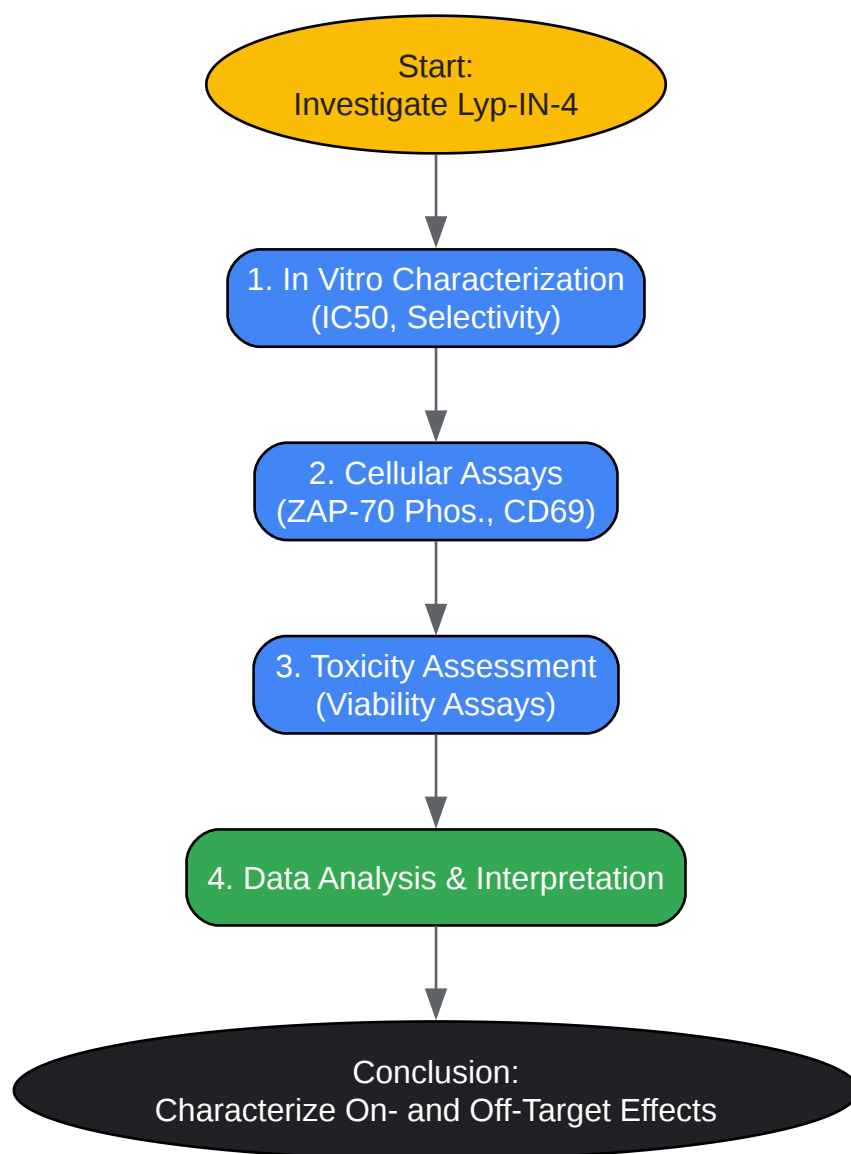 Start:
Investigate Lyp-IN-4
1. In Vitro Characterization
(IC50, Selectivity)
2. Cellular Assays
(ZAP-70 Phos., CD69)
3. Toxicity Assessment
(Viability Assays)
4. Data Analysis & Interpretation
Conclusion:
Characterize On- and Off-Target Effects